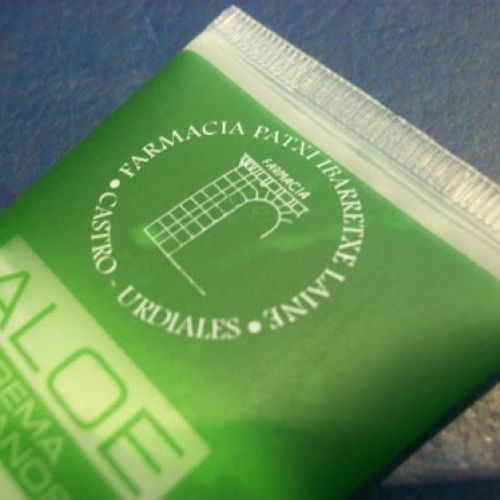 FARMACIA PATXI IBARRETXE LAINE •
CASTRO - URDIALES •
FARMACIA
ALOE